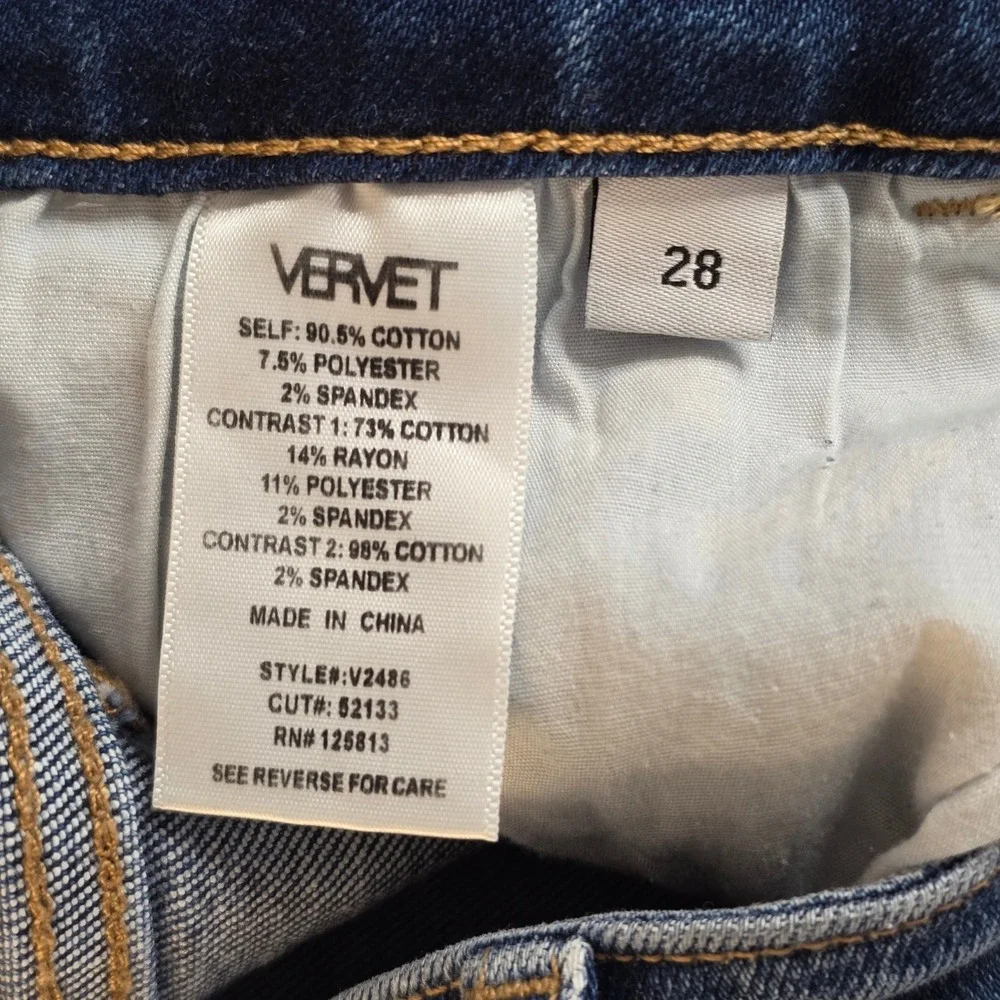 VERVET
SELF: 90.5% COTTON
7.5% POLYESTER
2% SPANDEX
CONTRAST 1: 73% COTTON
14% RAYON
11% POLYESTER
2% SPANDEX
CONTRAST 2: 98% COTTON
2% SPANDEX
MADE IN CHINA
STYLE#:V2486
CUT#: 52133
RN# 125813
SEE REVERSE FOR CARE
28